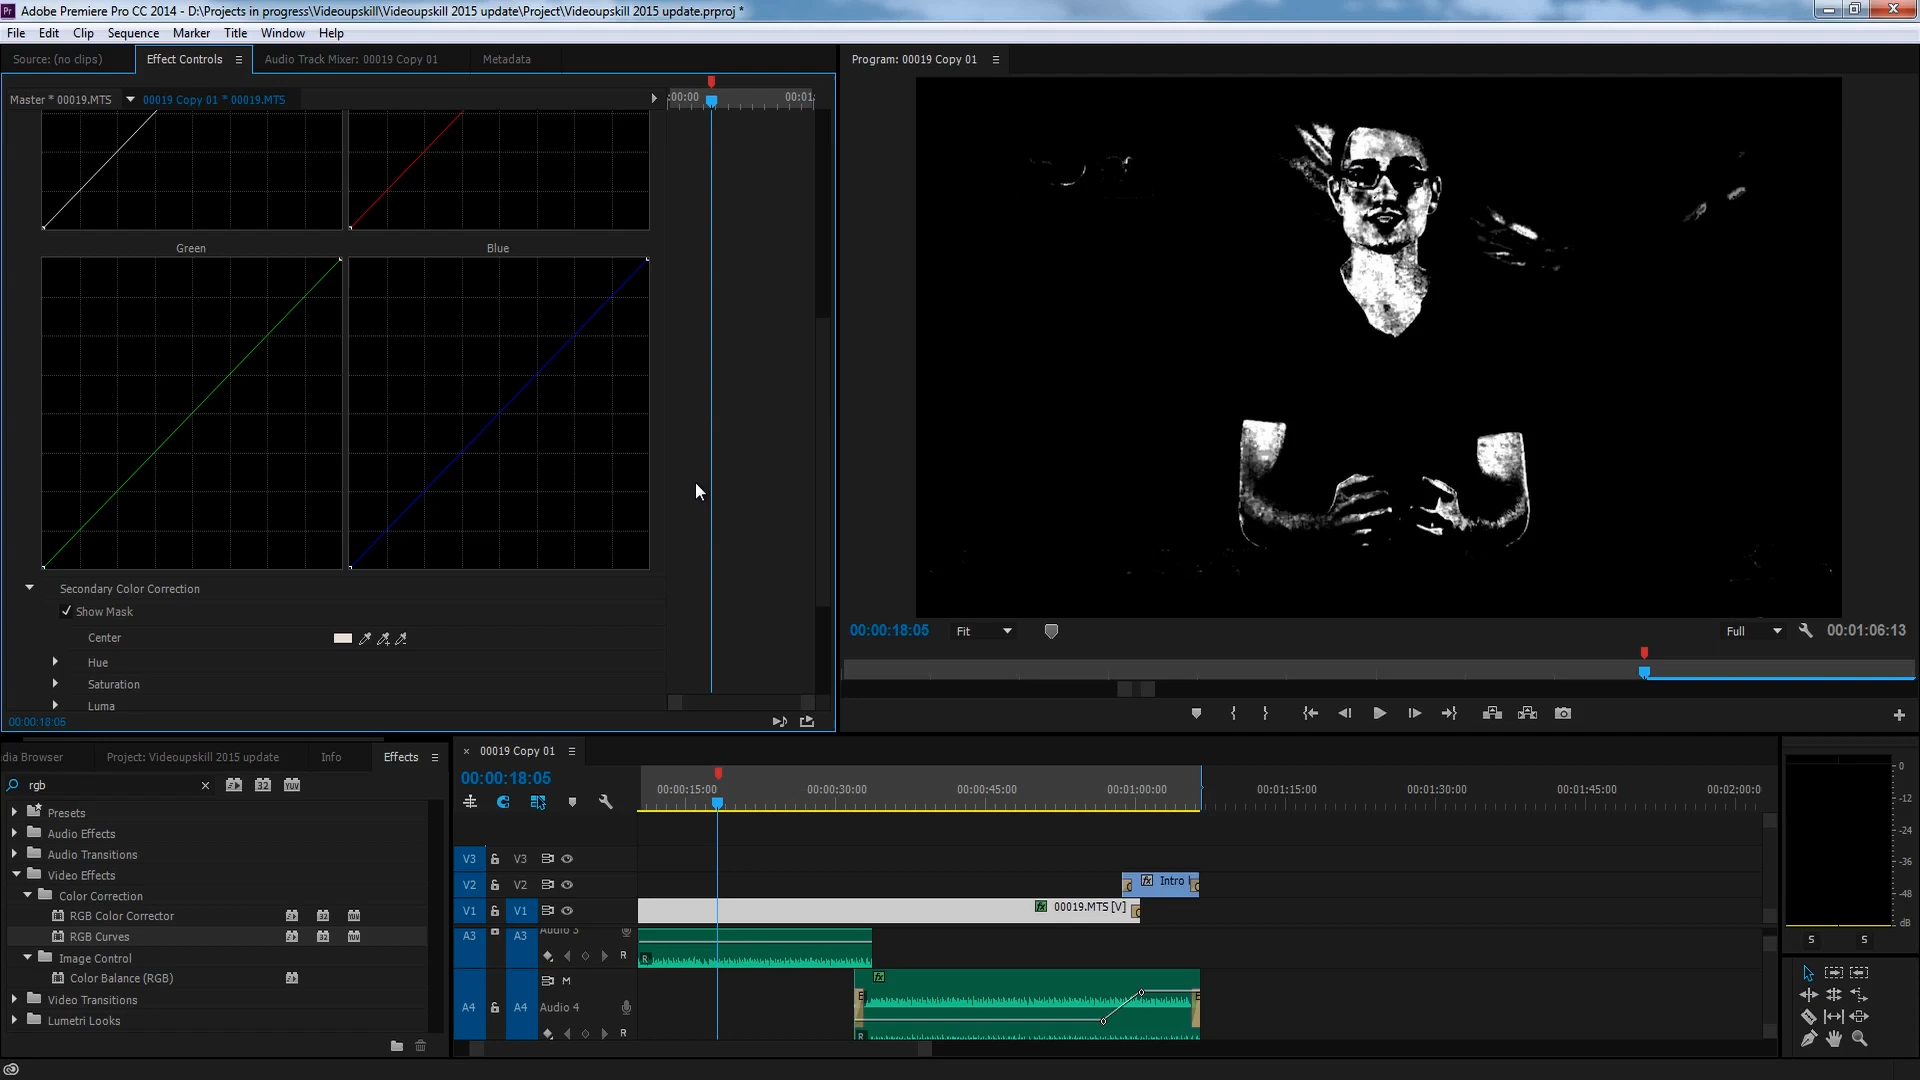 Adobe Premiere Pro CC 2014 - D:\Projects in progress\Videoupskill\Videoupskill 2015 update\Project\Videoupskill 2015 update.prproj *
File Edit Clip Sequence Marker Title Window Help
Source: (no clips) Effect Controls Audio Track Mixer: 00019 Copy 01 Metadata Program: 00019 Copy 01
Master * 00019.MTS 00019 Copy 01 * 00019.MTS :00:00 00:01:
Green Blue
Secondary Color Correction
Show Mask
Center
Hue
Saturation
Luma
00:00:18:05
00:00:18:05 Fit Full 00:01:06:13
dia Browser Project: Videoupskill 2015 update Info Effects
rgb
Presets
Audio Effects
Audio Transitions
Video Effects
Color Correction
RGB Color Corrector
RGB Curves
Image Control
Color Balance (RGB)
Video Transitions
Lumetri Looks
× 00019 Copy 01
00:00:18:05
00:00:15:00 00:00:30:00 00:00:45:00 00:01:00:00 00:01:15:00 00:01:30:00 00:01:45:00 00:02:00:0
V3 V3
V2 V2 Intro
V1 V1 00019.MTS [V]
A3 A3 Audio 3
R R
M
A4 A4 Audio 4
R R
0
-12
-24
-36
-48
dB
S S